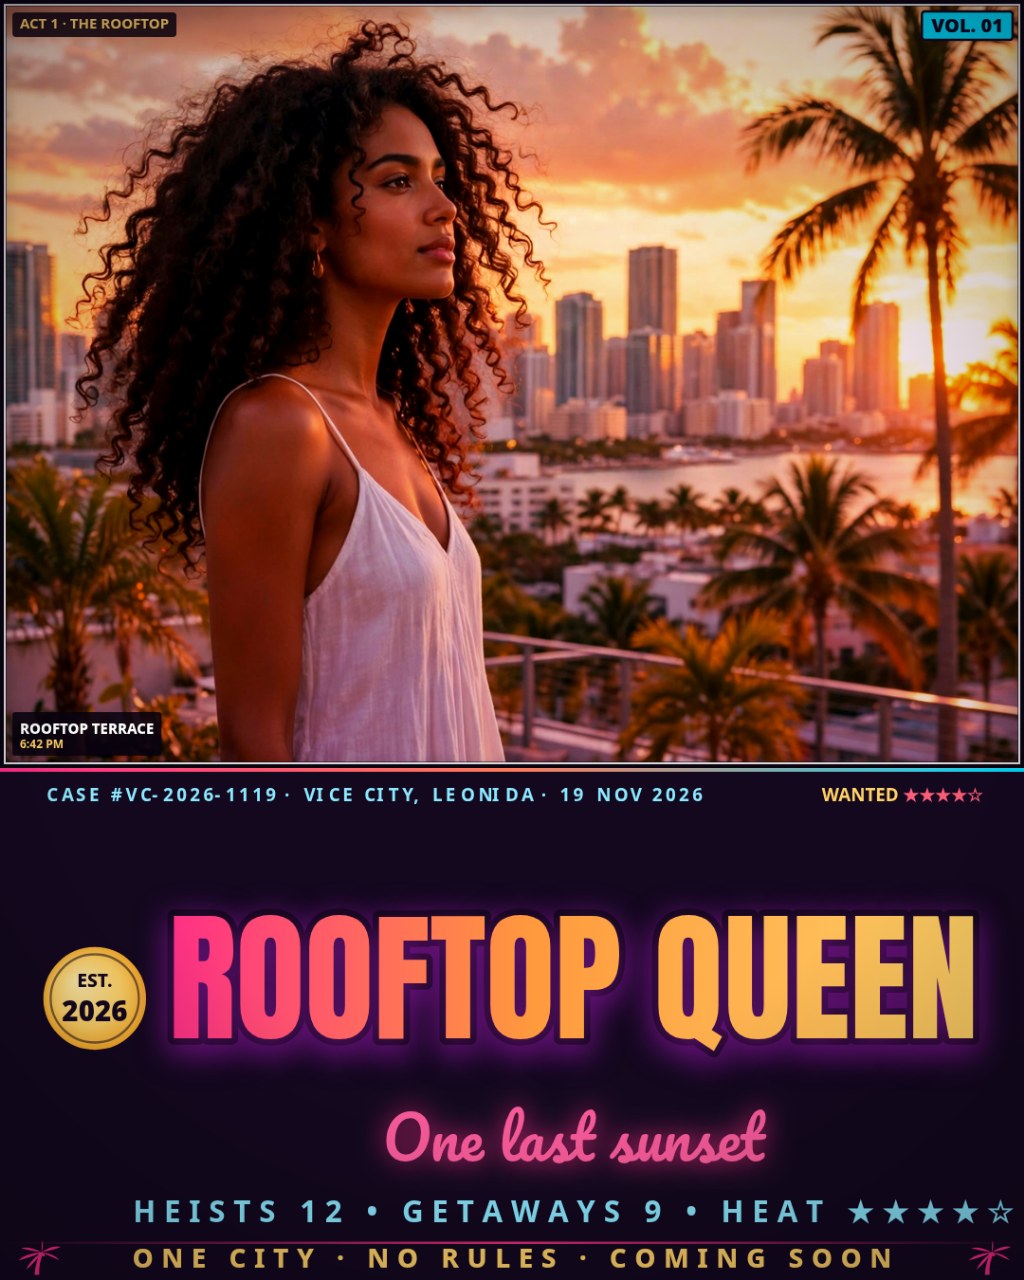 ACT 1 · THE ROOFTOP
VOL. 01
ROOFTOP TERRACE
6:42 PM
CASE #VC-2026-1119 · VICE CITY, LEONIDA · 19 NOV 2026
WANTED ★★★★☆
EST.
2026
ROOFTOP QUEEN
One last sunset
HEISTS 12 • GETAWAYS 9 • HEAT ★★★★☆
ONE CITY · NO RULES · COMING SOON